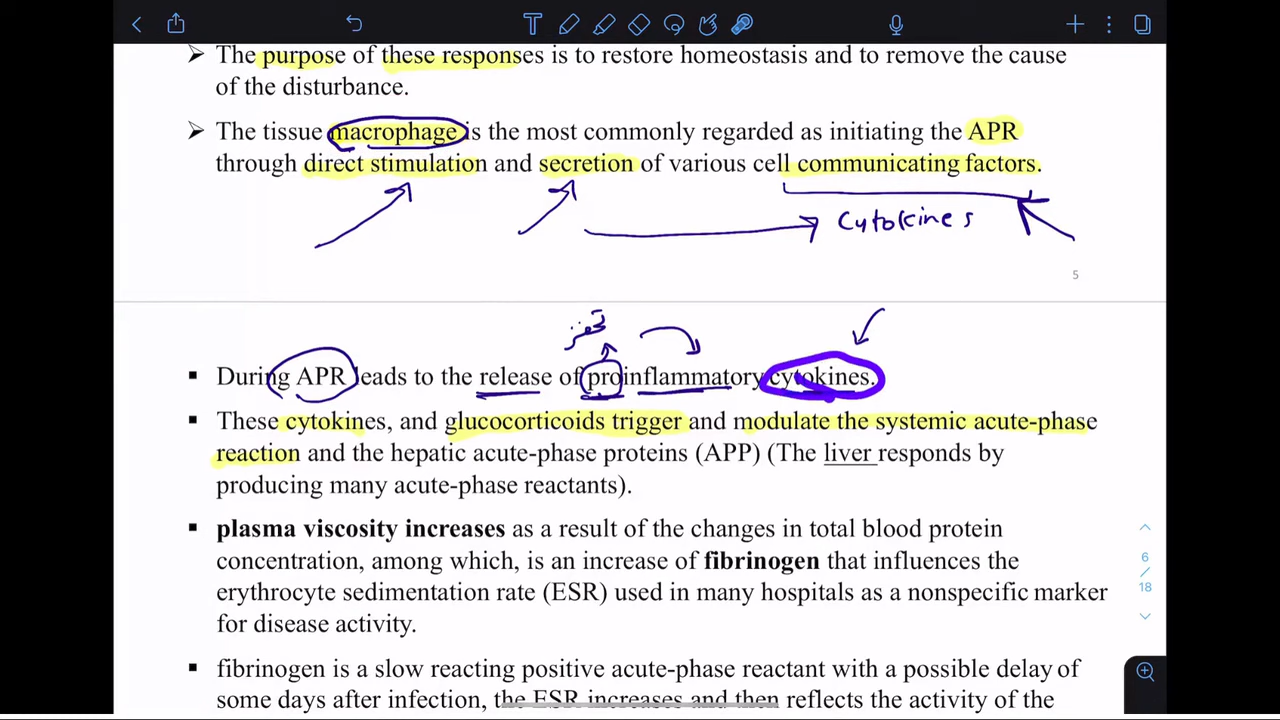 ➢ The purpose of these responses is to restore homeostasis and to remove the cause
of the disturbance.
➢ The tissue macrophage is the most commonly regarded as initiating the APR
through direct stimulation and secretion of various cell communicating factors.
Cytokines
5
▪ During APR leads to the release of proinflammatory cytokines.
▪ These cytokines, and glucocorticoids trigger and modulate the systemic acute-phase
reaction and the hepatic acute-phase proteins (APP) (The liver responds by
producing many acute-phase reactants).
▪ plasma viscosity increases as a result of the changes in total blood protein
concentration, among which, is an increase of fibrinogen that influences the
erythrocyte sedimentation rate (ESR) used in many hospitals as a nonspecific marker
for disease activity.
6
/
18
▪ fibrinogen is a slow reacting positive acute-phase reactant with a possible delay of
some days after infection, the ESR increases and then reflects the activity of the